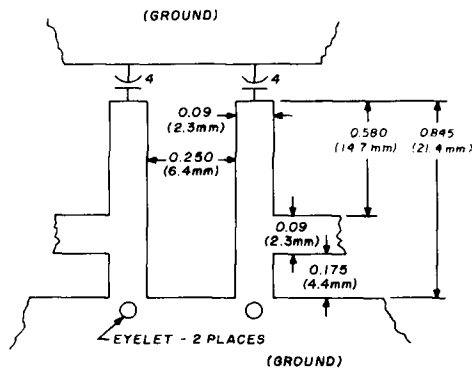 (GROUND)
4
4
0.09
(2.3mm)
0.580
(14.7mm)
0.845
(21.4mm)
0.250
(6.4mm)
0.09
(2.3mm)
0.175
(4.4mm)
EYELET - 2 PLACES
(GROUND)